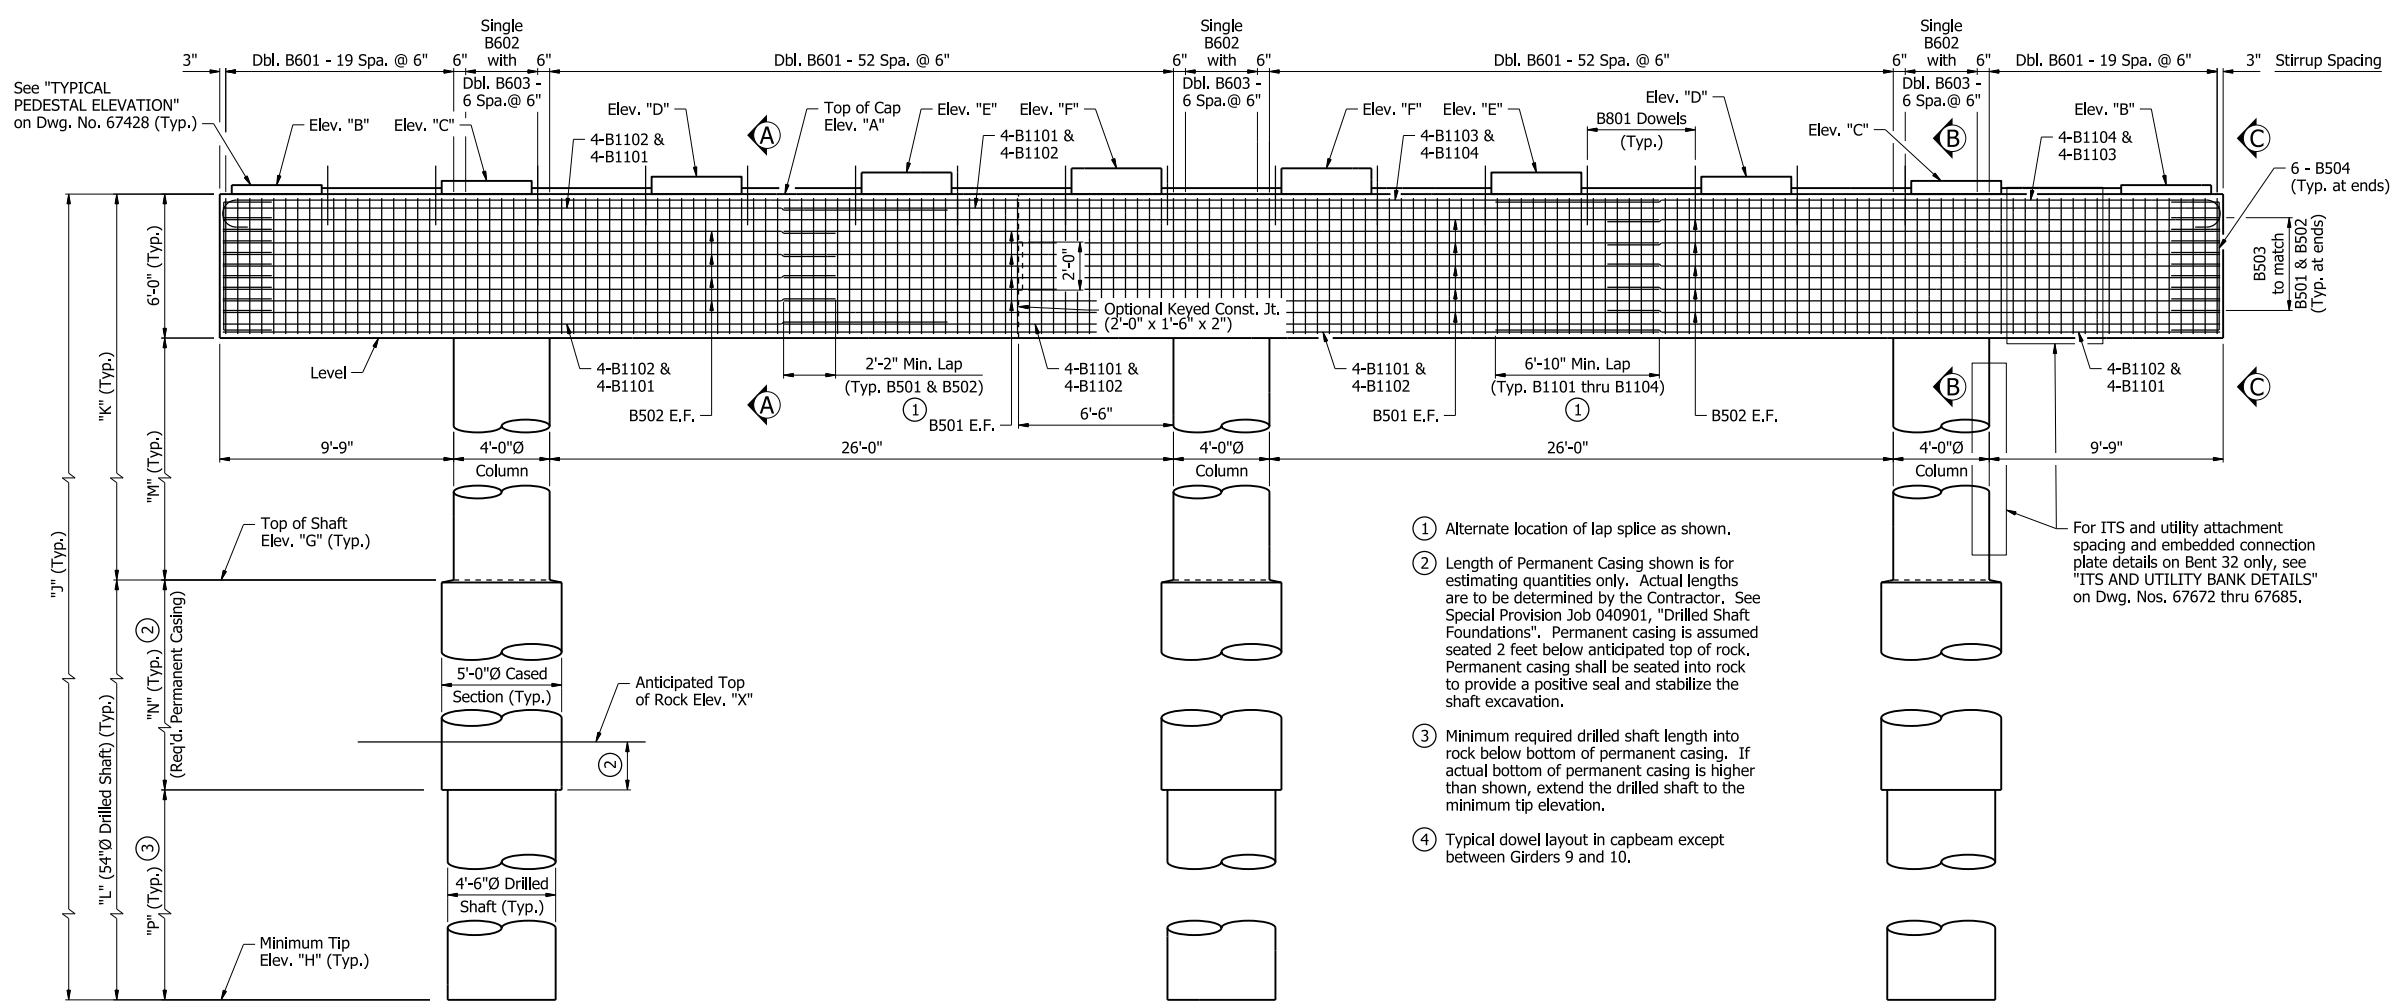 Single
B602
with
Dbl. B603 -
6 Spa.@ 6"
Single
B602
with
Dbl. B603 -
6 Spa.@ 6"
Single
B602
with
Dbl. B603 -
6 Spa.@ 6"
3"
Dbl. B601 - 19 Spa. @ 6"
6"
6"
Dbl. B601 - 52 Spa. @ 6"
6"
6"
Dbl. B601 - 52 Spa. @ 6"
6"
6"
Dbl. B601 - 19 Spa. @ 6"
3"
Stirrup Spacing
See "TYPICAL
PEDESTAL ELEVATION"
on Dwg. No. 67428 (Typ.)
Elev. "B"
Elev. "C"
4-B1102 &
4-B1101
Elev. "D"
A
Top of Cap
Elev. "A"
Elev. "E"
4-B1101 &
4-B1102
Elev. "F"
Elev. "F"
4-B1103 &
4-B1104
Elev. "E"
B801 Dowels
(Typ.)
Elev. "D"
Elev. "C"
B
4-B1104 &
4-B1103
Elev. "B"
C
6 - B504
(Typ. at ends)
B503
to match
B501 & B502
(Typ. at ends)
6'-0" (Typ.)
2'-0"
Optional Keyed Const. Jt.
(2'-0" x 1'-6" x 2")
Level
4-B1102 &
4-B1101
B502 E.F.
A
2'-2" Min. Lap
(Typ. B501 & B502)
1
B501 E.F.
4-B1101 &
4-B1102
6'-6"
4-B1101 &
4-B1102
B501 E.F.
6'-10" Min. Lap
(Typ. B1101 thru B1104)
1
B502 E.F.
B
4-B1102 &
4-B1101
C
9'-9"
4'-0"Ø
Column
26'-0"
4'-0"Ø
Column
26'-0"
4'-0"Ø
Column
9'-9"
"J" (Typ.)
"K" (Typ.)
"M" (Typ.)
"L" (54"Ø Drilled Shaft) (Typ.)
"N" (Typ.) 2
(Req'd. Permanent Casing)
"P" (Typ.) 3
Top of Shaft
Elev. "G" (Typ.)
5'-0"Ø Cased
Section (Typ.)
Anticipated Top
of Rock Elev. "X"
2
4'-6"Ø Drilled
Shaft (Typ.)
Minimum Tip
Elev. "H" (Typ.)
1 Alternate location of lap splice as shown.
2 Length of Permanent Casing shown is for
estimating quantities only. Actual lengths
are to be determined by the Contractor. See
Special Provision Job 040901, "Drilled Shaft
Foundations". Permanent casing is assumed
seated 2 feet below anticipated top of rock.
Permanent casing shall be seated into rock
to provide a positive seal and stabilize the
shaft excavation.
3 Minimum required drilled shaft length into
rock below bottom of permanent casing. If
actual bottom of permanent casing is higher
than shown, extend the drilled shaft to the
minimum tip elevation.
4 Typical dowel layout in capbeam except
between Girders 9 and 10.
For ITS and utility attachment
spacing and embedded connection
plate details on Bent 32 only, see
"ITS AND UTILITY BANK DETAILS"
on Dwg. Nos. 67672 thru 67685.